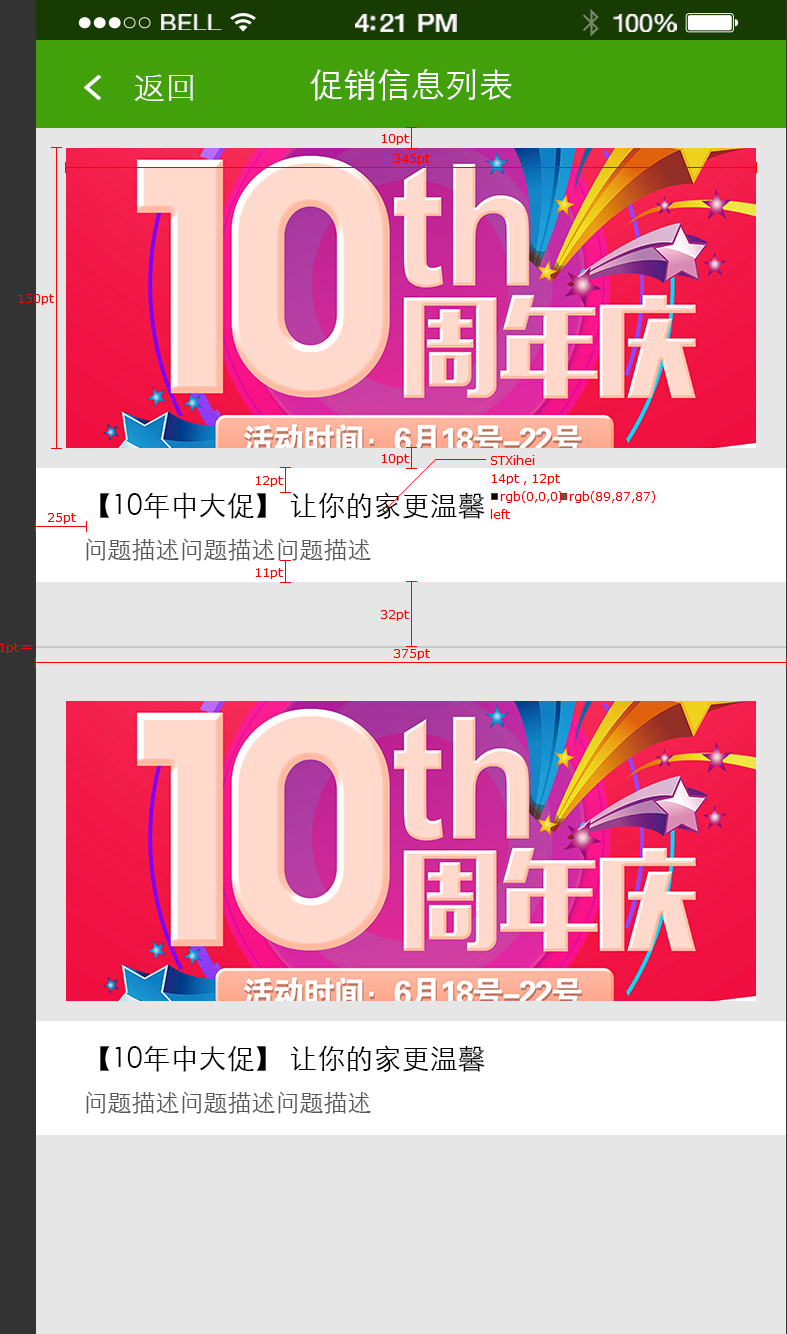 ●●●○○ BELL 4:21 PM 100%
返回 促销信息列表
10pt
345pt
10th
150pt
周年庆
活动时间：6月18号-22号
10pt
STXihei
12pt
14pt , 12pt
【10年中大促】 让你的家更温馨
rgb(0,0,0) rgb(89,87,87)
25pt
left
问题描述问题描述问题描述
11pt
32pt
1pt
375pt
10th
周年庆
活动时间：6月18号-22号
【10年中大促】 让你的家更温馨
问题描述问题描述问题描述